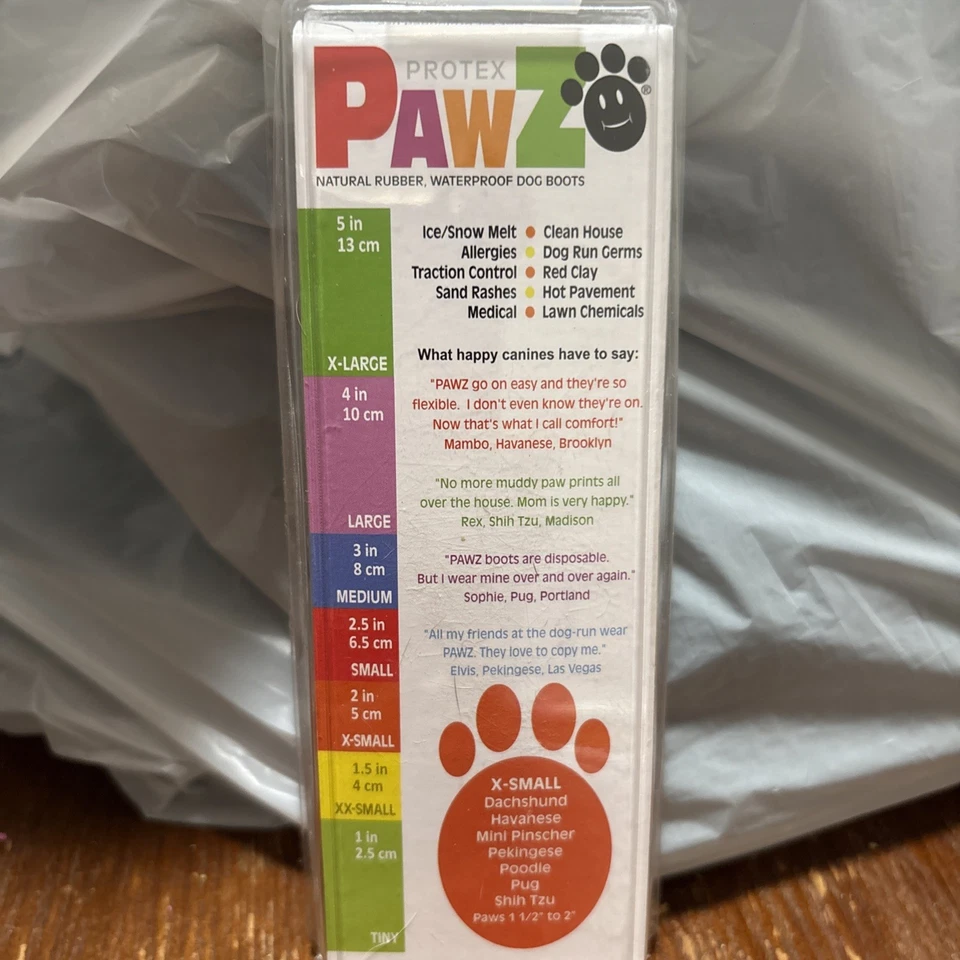 PROTEX
PAWZ®
NATURAL RUBBER, WATERPROOF DOG BOOTS
5 in
13 cm
X-LARGE
4 in
10 cm
LARGE
3 in
8 cm
MEDIUM
2.5 in
6.5 cm
SMALL
2 in
5 cm
X-SMALL
1.5 in
4 cm
XX-SMALL
1 in
2.5 cm
TINY
Ice/Snow Melt • Clean House
Allergies • Dog Run Germs
Traction Control • Red Clay
Sand Rashes • Hot Pavement
Medical • Lawn Chemicals
What happy canines have to say:
"PAWZ go on easy and they're so
flexible. I don't even know they're on.
Now that's what I call comfort!"
Mambo, Havanese, Brooklyn
"No more muddy paw prints all
over the house. Mom is very happy."
Rex, Shih Tzu, Madison
"PAWZ boots are disposable.
But I wear mine over and over again."
Sophie, Pug, Portland
"All my friends at the dog-run wear
PAWZ. They love to copy me."
Elvis, Pekingese, Las Vegas
X-SMALL
Dachshund
Havanese
Mini Pinscher
Pekingese
Poodle
Pug
Shih Tzu
Paws 1 1/2" to 2"